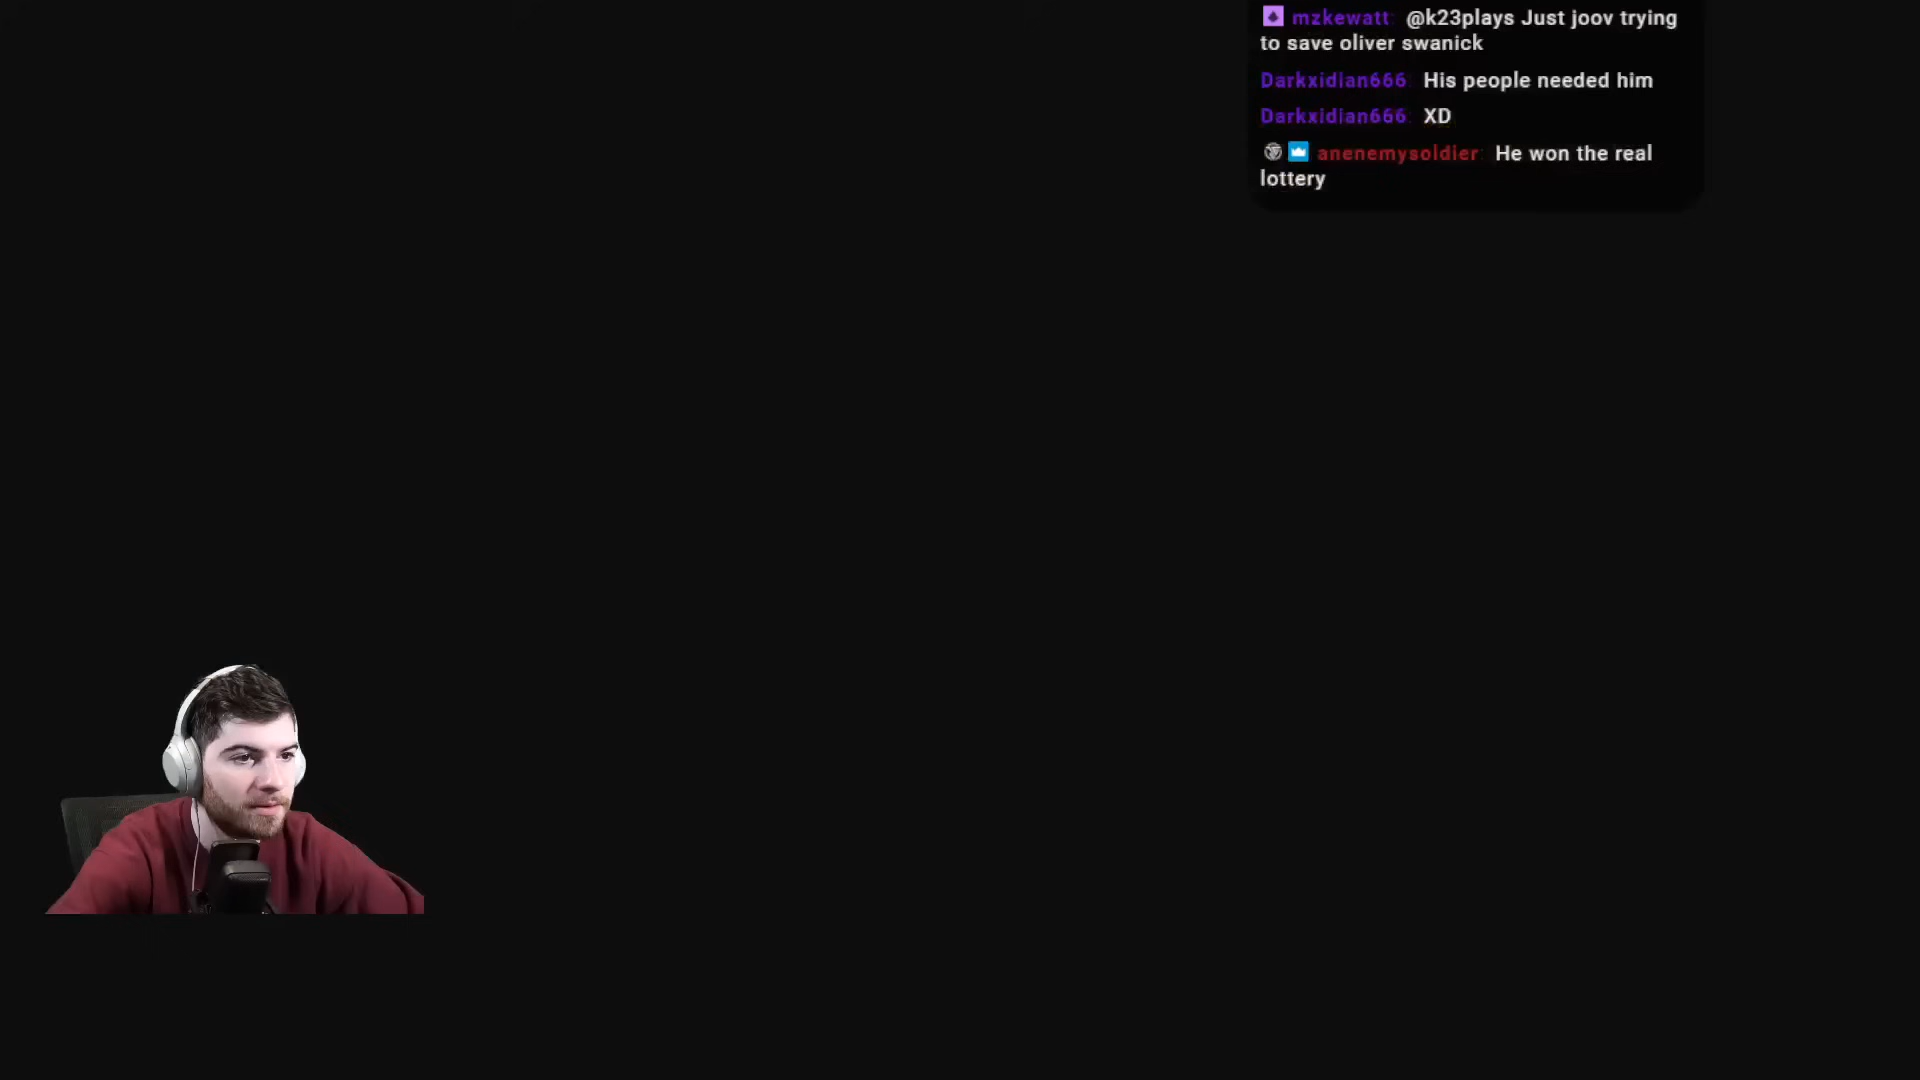 mzkewatt: @k23plays Just joov trying
to save oliver swanick
Darkxidian666: His people needed him
Darkxidian666: XD
anenemysoldier: He won the real
lottery